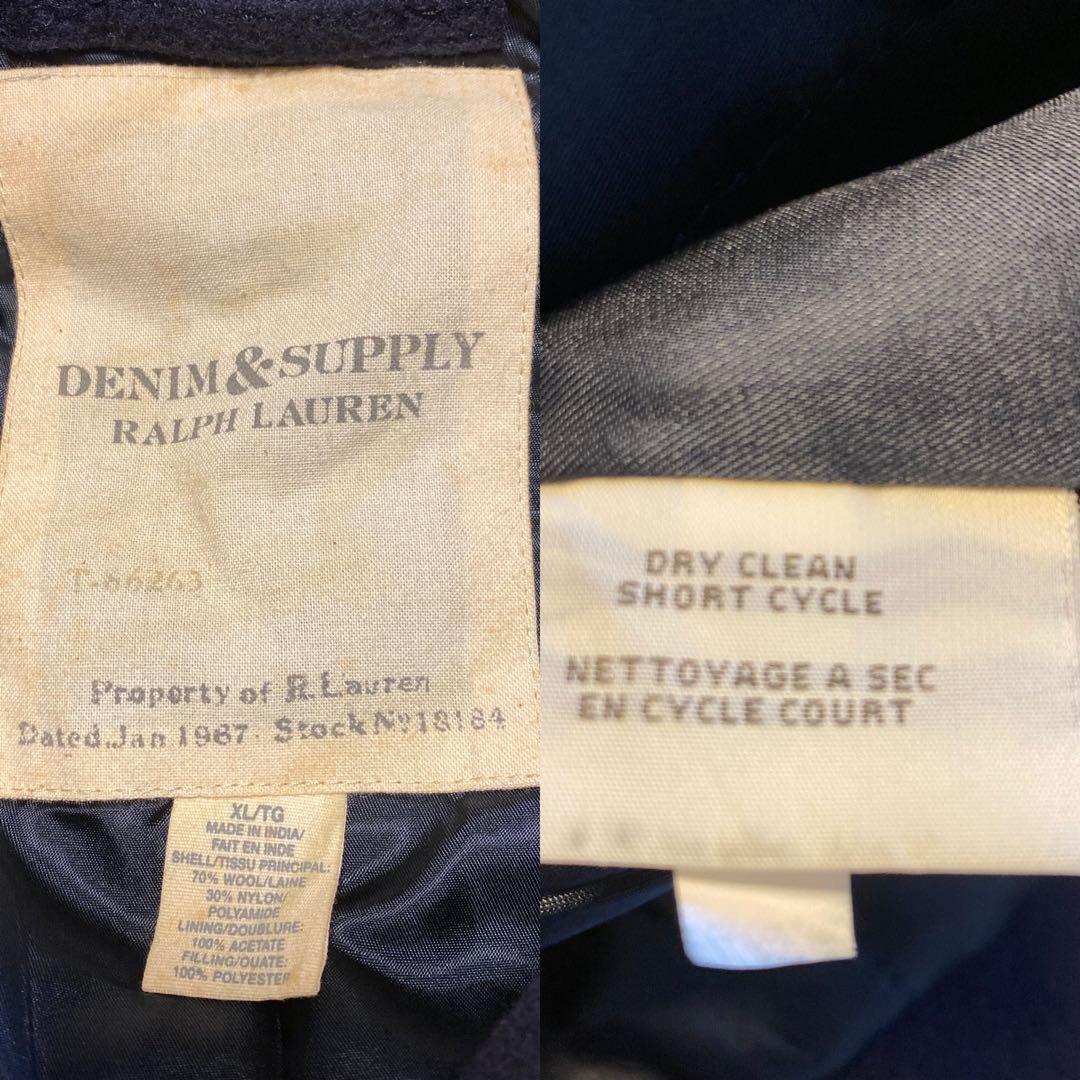 DENIM&SUPPLY
RALPH LAUREN
T-86263
Property of R.Lauren
Dated.Jan 1967. Stock No 18184
XL/TG
MADE IN INDIA/
FAIT EN INDE
SHELL/TISSU PRINCIPAL:
70% WOOL/LAINE
30% NYLON/
POLYAMIDE
LINING/DOUBLURE:
100% ACETATE
FILLING/OUATE:
100% POLYESTER
DRY CLEAN
SHORT CYCLE
NETTOYAGE A SEC
EN CYCLE COURT